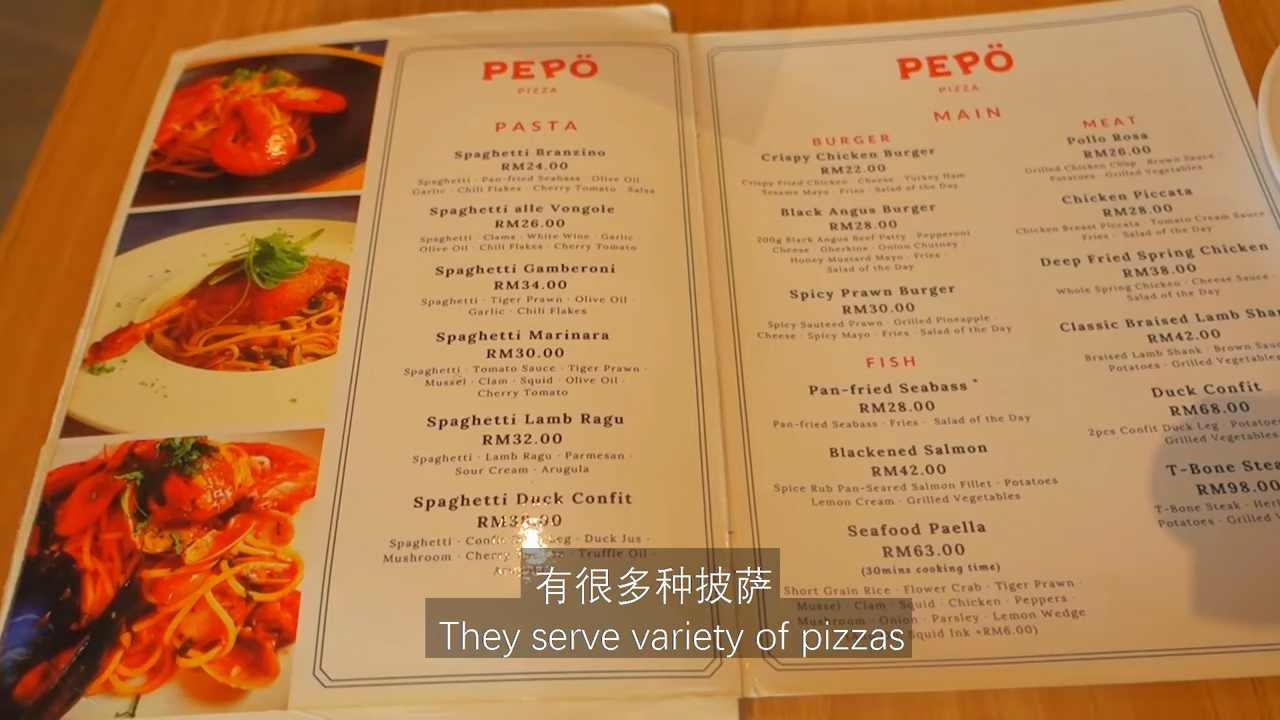 PEPÖ
PIZZA
PASTA
Spaghetti Branzino
RM24.00
Spaghetti · Pan-fried Seabass · Olive Oil ·
Garlic · Chili Flakes · Cherry Tomato · Salsa
Spaghetti alle Vongole
RM26.00
Spaghetti · Clams · White Wine · Garlic ·
Olive Oil · Chili Flakes · Cherry Tomato
Spaghetti Gamberoni
RM34.00
Spaghetti · Tiger Prawn · Olive Oil ·
Garlic · Chili Flakes
Spaghetti Marinara
RM30.00
Spaghetti · Tomato Sauce · Tiger Prawn ·
Mussel · Clam · Squid · Olive Oil ·
Cherry Tomato
Spaghetti Lamb Ragu
RM32.00
Spaghetti · Lamb Ragu · Parmesan ·
Sour Cream · Arugula
Spaghetti Duck Confit
Spaghetti · Leg · Duck Jus ·
Mushroom · Cherry · Truffle Oil ·
PEPÖ
PIZZA
MAIN
BURGER
Crispy Chicken Burger
RM22.00
Crispy Fried Chicken · Cheese · Turkey Ham
Sesame Mayo · Fries · Salad of the Day
Black Angus Burger
RM28.00
200g Black Angus Beef Patty · Pepperoni
Cheese · Gherkins · Onion Chutney ·
Honey Mustard Mayo · Fries ·
Salad of the Day
Spicy Prawn Burger
RM30.00
Spicy Sauteed Prawn · Grilled Pineapple ·
Cheese · Spicy Mayo · Fries · Salad of the Day
FISH
Pan-fried Seabass *
RM28.00
Pan-fried Seabass · Fries · Salad of the Day
Blackened Salmon
RM42.00
Spice Rub Pan-Seared Salmon Fillet · Potatoes
Lemon Cream · Grilled Vegetables
Seafood Paella
RM63.00
(30mins cooking time)
Short Grain Rice · Flower Crab · Tiger Prawn ·
Mussel · Clam · Squid · Chicken · Peppers ·
Mushroom · Onion · Parsley · Lemon Wedge
Squid Ink +RM6.00)
MEAT
Pollo Rosa
RM26.00
Grilled Chicken Chop · Brown Sauce ·
Potatoes · Grilled Vegetables
Chicken Piccata
RM28.00
Chicken Breast Piccata · Tomato Cream Sauce
Fries · Salad of the Day
Deep Fried Spring Chicken
RM38.00
Whole Spring Chicken · Cheese Sauce ·
Salad of the Day
Classic Braised Lamb Shan
RM42.00
Braised Lamb Shank · Brown Sauc
Potatoes · Grilled Vegetables
Duck Confit
RM68.00
2pcs Confit Duck Leg · Potatoe
Grilled Vegetables
T-Bone Stea
RM98.00
T-Bone Steak · Her
Potatoes · Grilled
有很多种披萨
They serve variety of pizzas